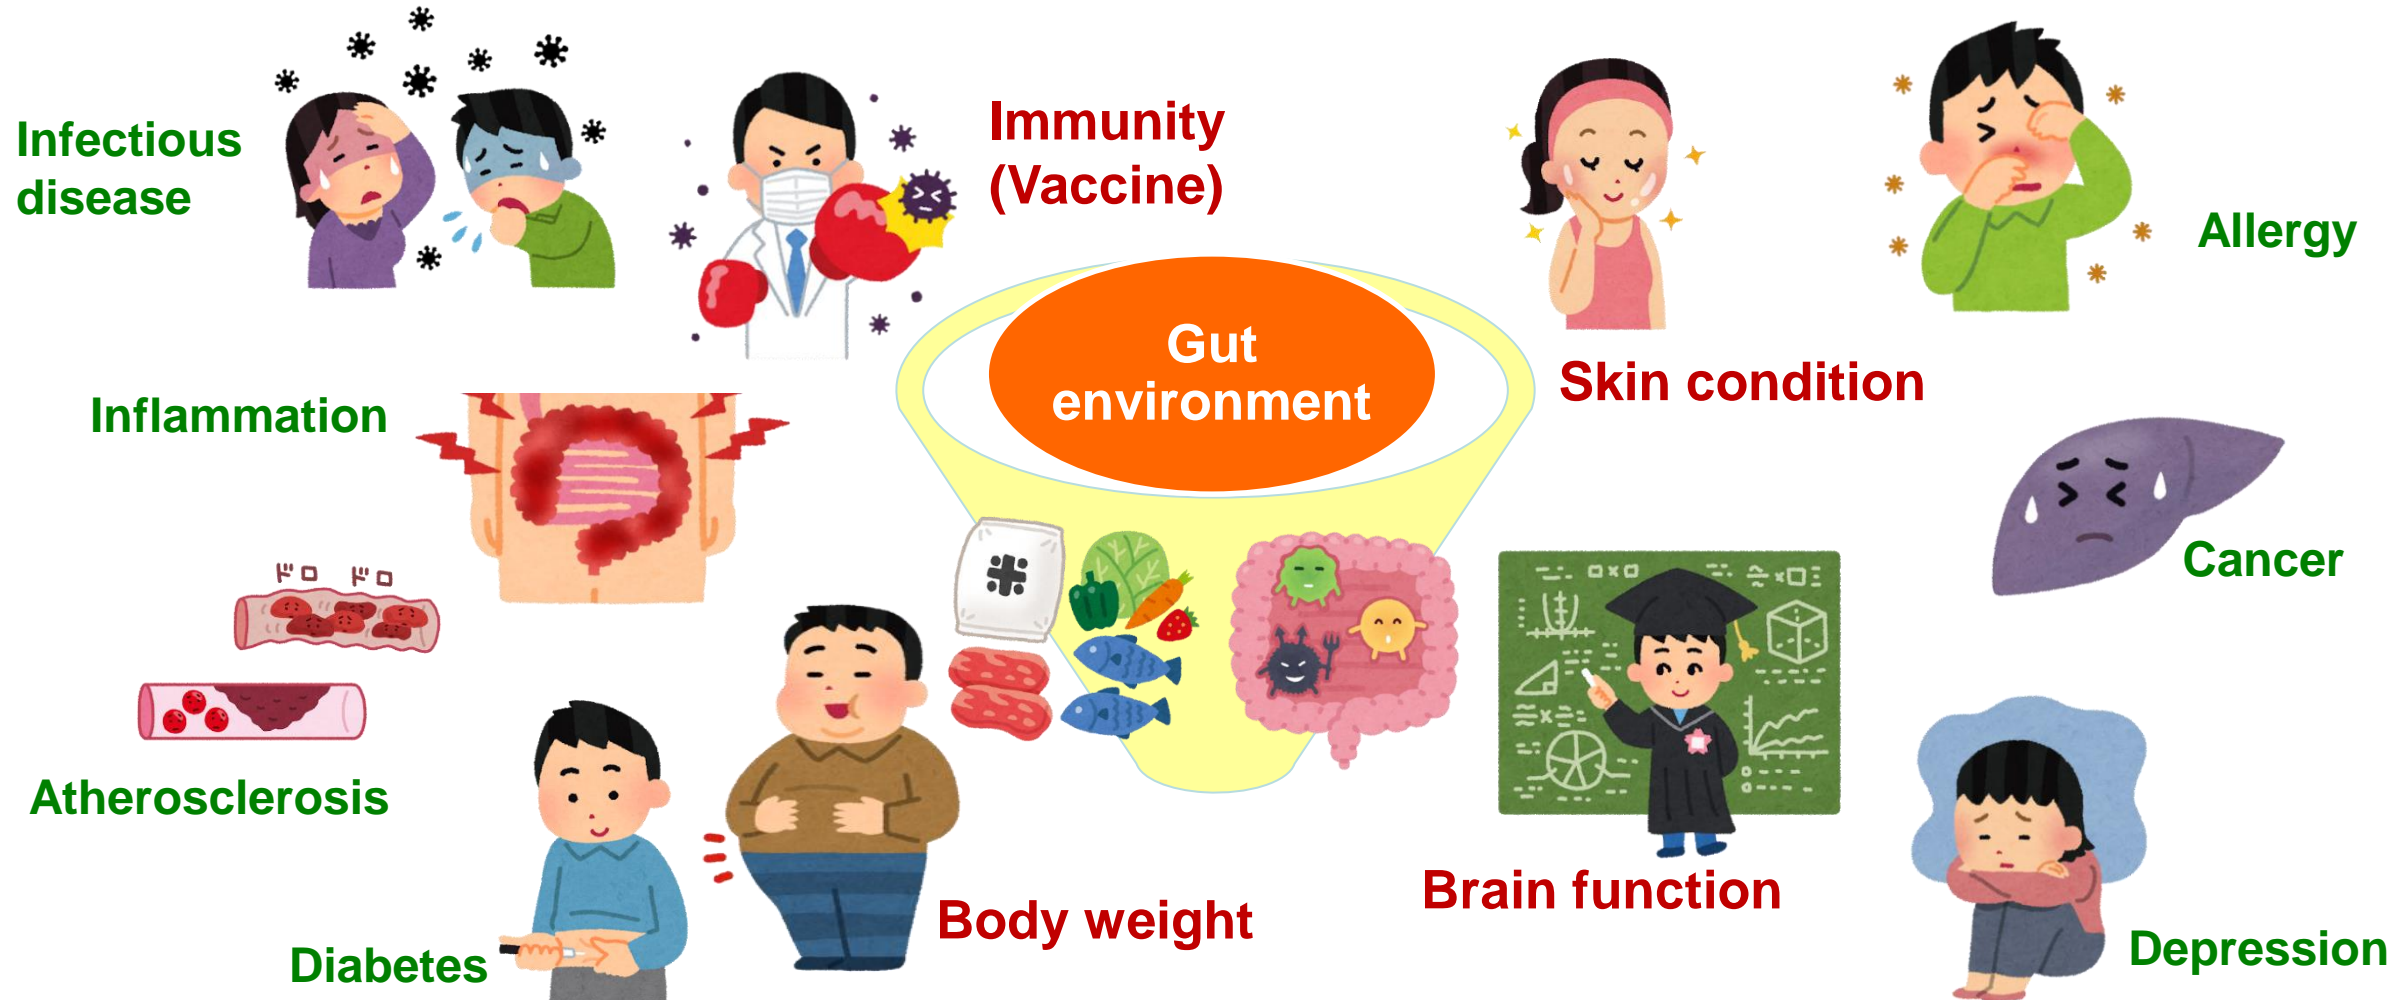 Infectious
disease
Immunity
(Vaccine)
Allergy
Gut
environment
Skin condition
Inflammation
Cancer
ドロ ドロ
米
Atherosclerosis
Brain function
Body weight
Diabetes
Depression